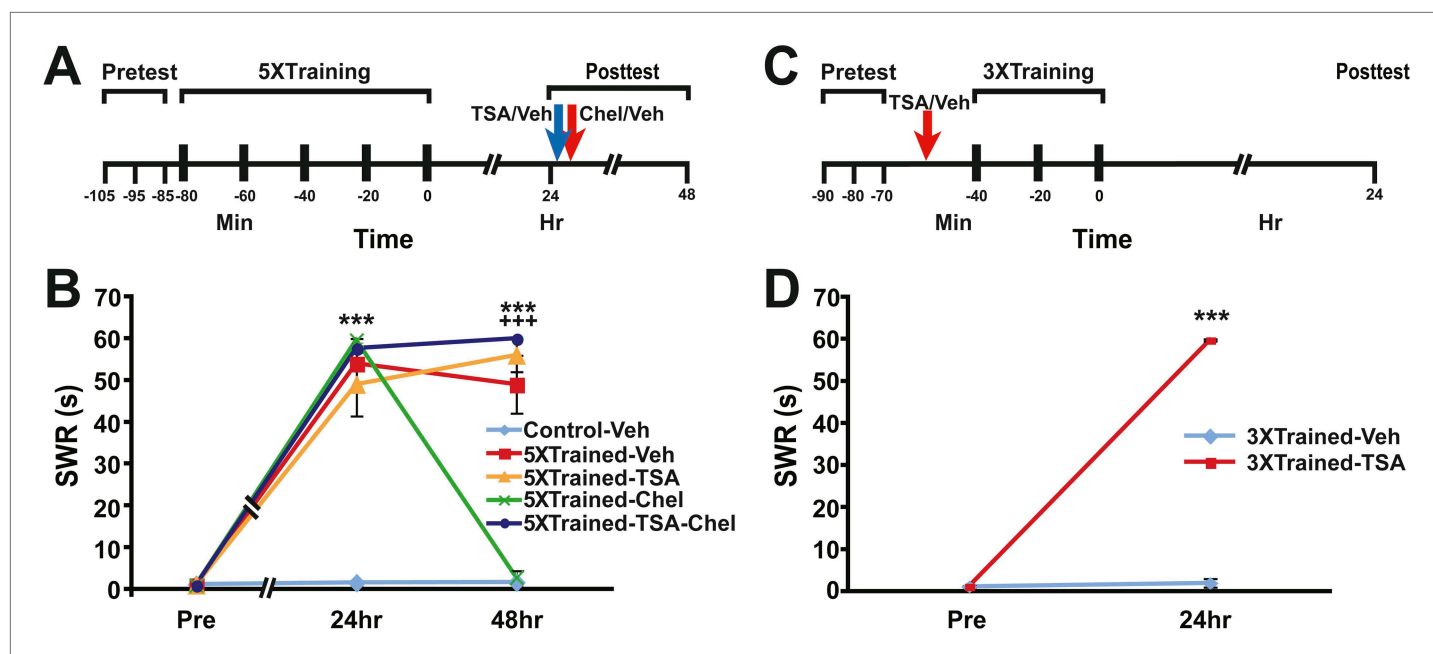 A
Pretest 5XTraining Posttest
TSA/Veh Chel/Veh
-105 -95 -85 -80 -60 -40 -20 0 24 48
Min Hr
Time
C
Pretest 3XTraining Posttest
TSA/Veh
-90 -80 -70 -40 -20 0 24
Min Hr
Time
B
SWR (s)
70
60
50
40
30
20
10
0
***
***
+++
Control-Veh
5XTrained-Veh
5XTrained-TSA
5XTrained-Chel
5XTrained-TSA-Chel
Pre 24hr 48hr
D
SWR (s)
70
60
50
40
30
20
10
0
***
3XTrained-Veh
3XTrained-TSA
Pre 24hr